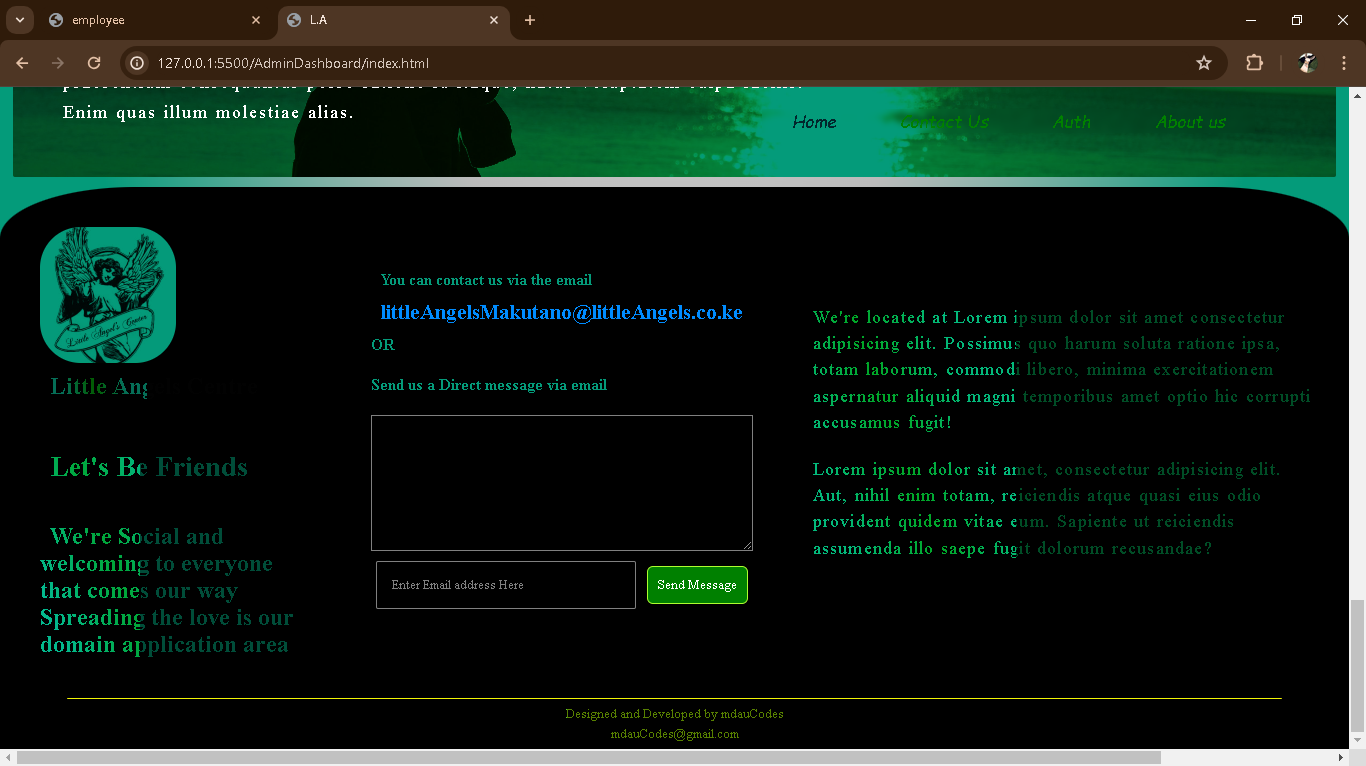 employee
L.A
127.0.0.1:5500/AdminDashboard/index.html
Enim quas illum molestiae alias.
Home
Contact Us
Auth
About us
Little Angel's Center
Little Ang
Let's Be Friends
We're Social and
welcoming to everyone
that comes our way
Spreading the love is our
domain application area
You can contact us via the email
littleAngelsMakutano@littleAngels.co.ke
OR
Send us a Direct message via email
Enter Email address Here
Send Message
We're located at Lorem ipsum dolor sit amet consectetur
adipisicing elit. Possimus quo harum soluta ratione ipsa,
totam laborum, commodi libero, minima exercitationem
aspernatur aliquid magni temporibus amet optio hic corrupti
accusamus fugit!
Lorem ipsum dolor sit amet, consectetur adipisicing elit.
Aut, nihil enim totam, reiciendis atque quasi eius odio
provident quidem vitae eum. Sapiente ut reiciendis
assumenda illo saepe fugit dolorum recusandae?
Designed and Developed by mdauCodes
mdauCodes@gmail.com